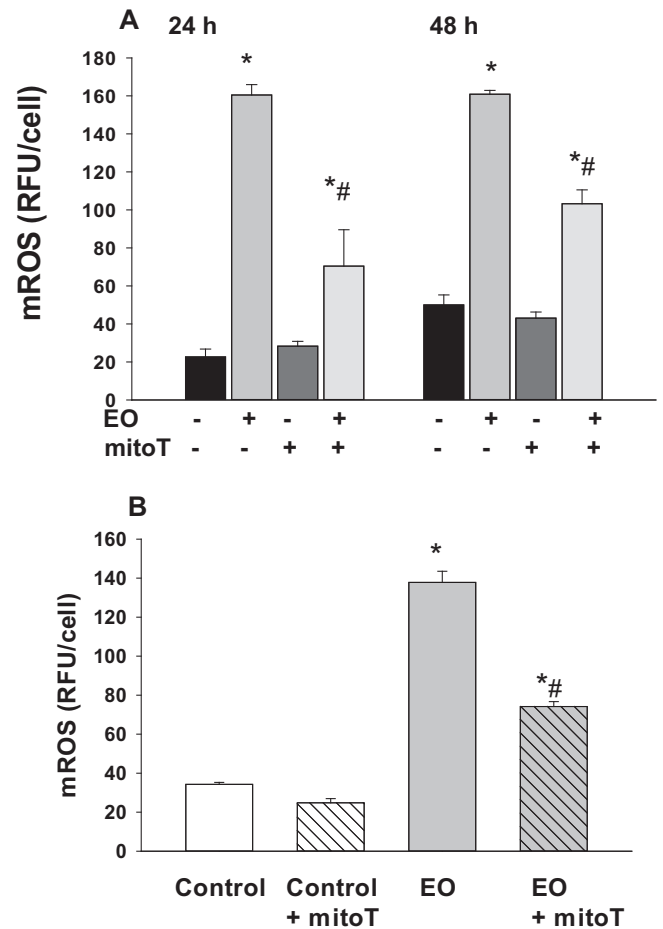 A
24 h
48 h
mROS (RFU/cell)
180
160
140
120
100
80
60
40
20
0
*
*#
*
*#
EO - + - + - + - +
mitoT - - + + - - + +
B
mROS (RFU/cell)
160
140
120
100
80
60
40
20
0
*
*#
Control Control EO EO
+ mitoT + mitoT